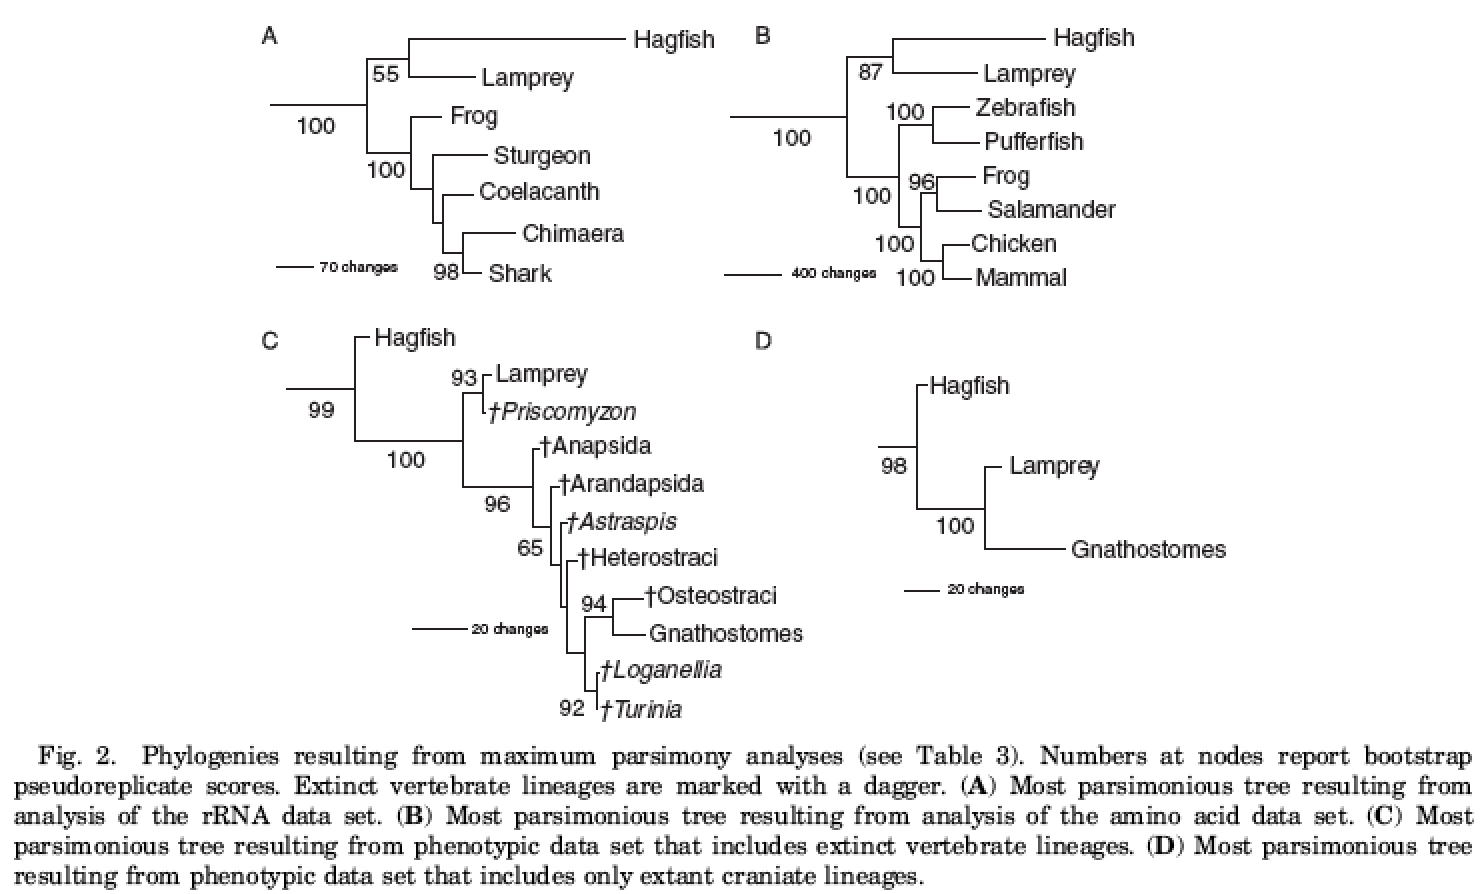 A
Hagfish
55
Lamprey
100
Frog
100
Sturgeon
Coelacanth
Chimaera
98
Shark
70 changes
B
Hagfish
87
Lamprey
100
Zebrafish
100
Pufferfish
96
Frog
100
Salamander
100
Chicken
100
Mammal
400 changes
C
Hagfish
99
93
Lamprey
†Priscomyzon
100
†Anapsida
96
†Arandapsida
65
†Astraspis
†Heterostraci
94
†Osteostraci
Gnathostomes
†Loganellia
92
†Turinia
20 changes
D
Hagfish
98
Lamprey
100
Gnathostomes
20 changes
Fig. 2. Phylogenies resulting from maximum parsimony analyses (see Table 3). Numbers at nodes report bootstrap
pseudoreplicate scores. Extinct vertebrate lineages are marked with a dagger. (A) Most parsimonious tree resulting from
analysis of the rRNA data set. (B) Most parsimonious tree resulting from analysis of the amino acid data set. (C) Most
parsimonious tree resulting from phenotypic data set that includes extinct vertebrate lineages. (D) Most parsimonious tree
resulting from phenotypic data set that includes only extant craniate lineages.